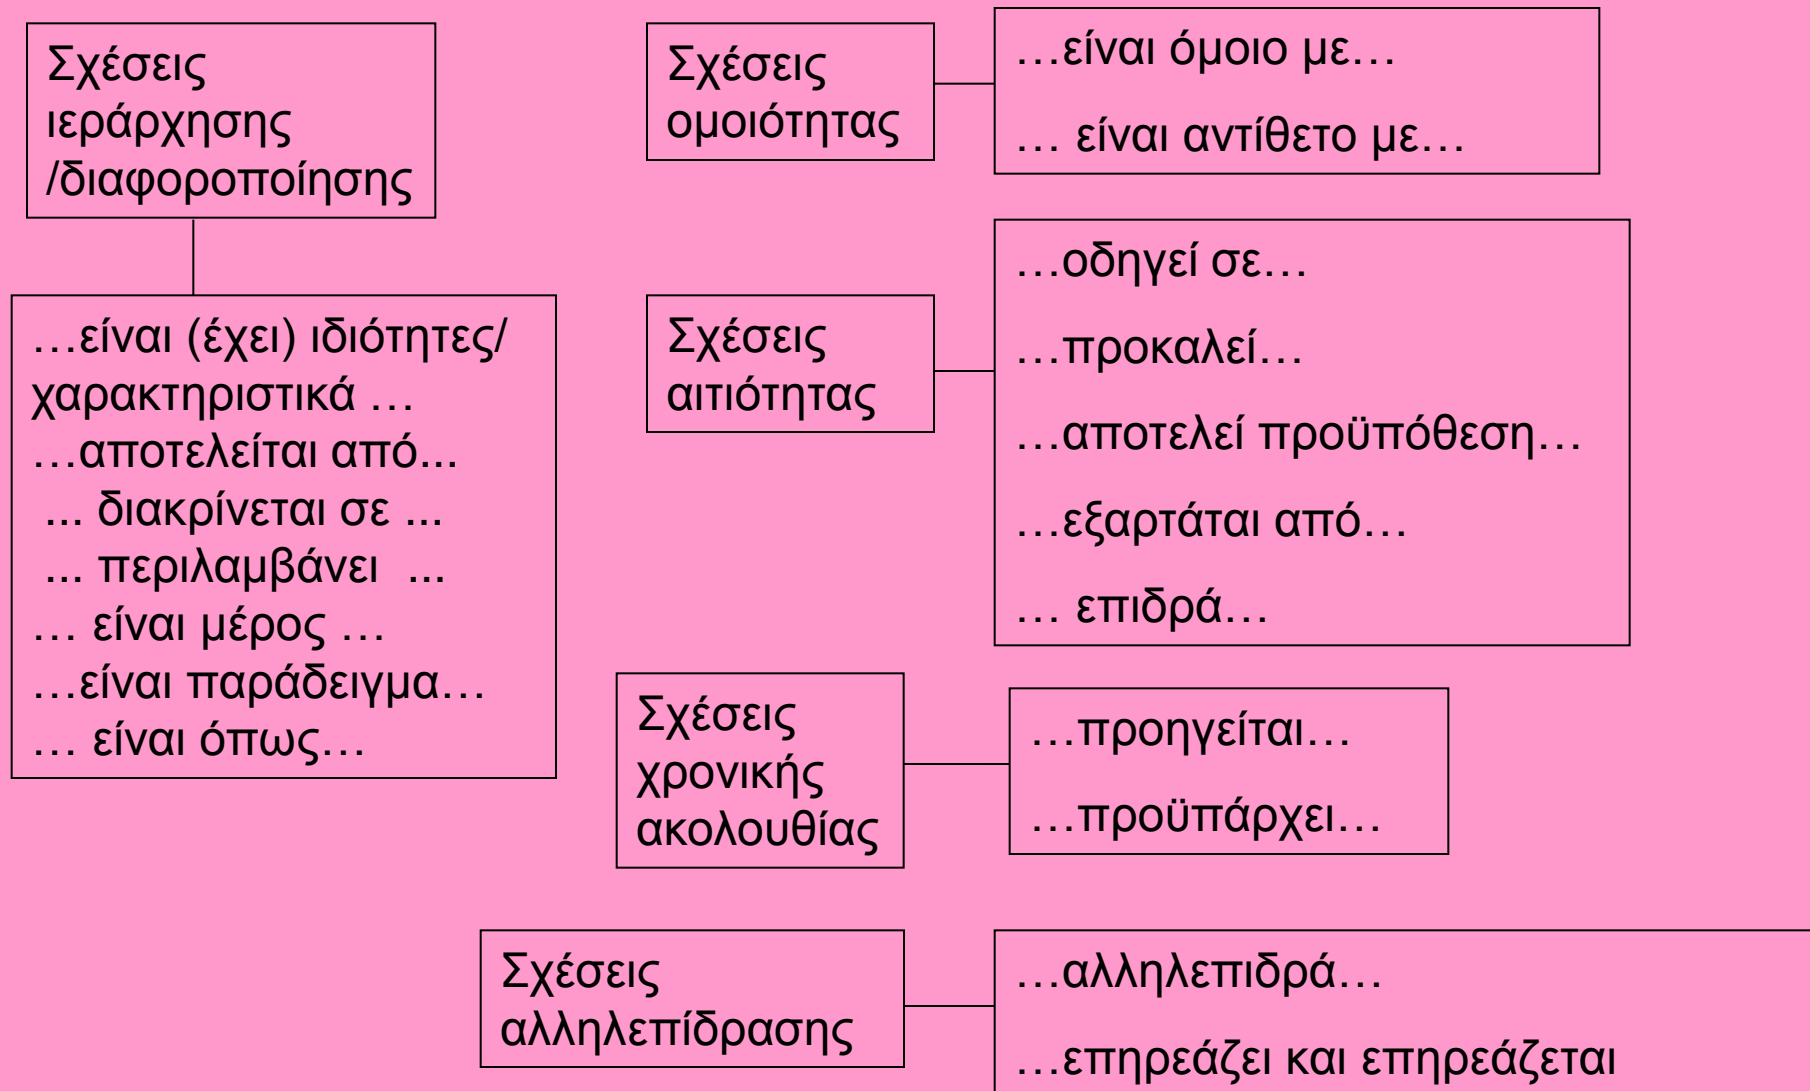 Σχέσεις
ιεράρχησης
/διαφοροποίησης
…είναι (έχει) ιδιότητες/
χαρακτηριστικά …
…αποτελείται από...
... διακρίνεται σε ...
... περιλαμβάνει ...
… είναι μέρος …
…είναι παράδειγμα…
… είναι όπως…
Σχέσεις
ομοιότητας
…είναι όμοιο με…
… είναι αντίθετο με…
Σχέσεις
αιτιότητας
…οδηγεί σε…
…προκαλεί…
…αποτελεί προϋπόθεση…
…εξαρτάται από…
… επιδρά…
Σχέσεις
χρονικής
ακολουθίας
…προηγείται…
…προϋπάρχει…
Σχέσεις
αλληλεπίδρασης
…αλληλεπιδρά…
…επηρεάζει και επηρεάζεται